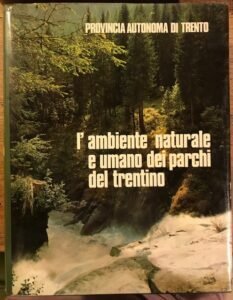 PROVINCIA AUTONOMA DI TRENTO
l'ambiente naturale
e umano dei parchi
del trentino